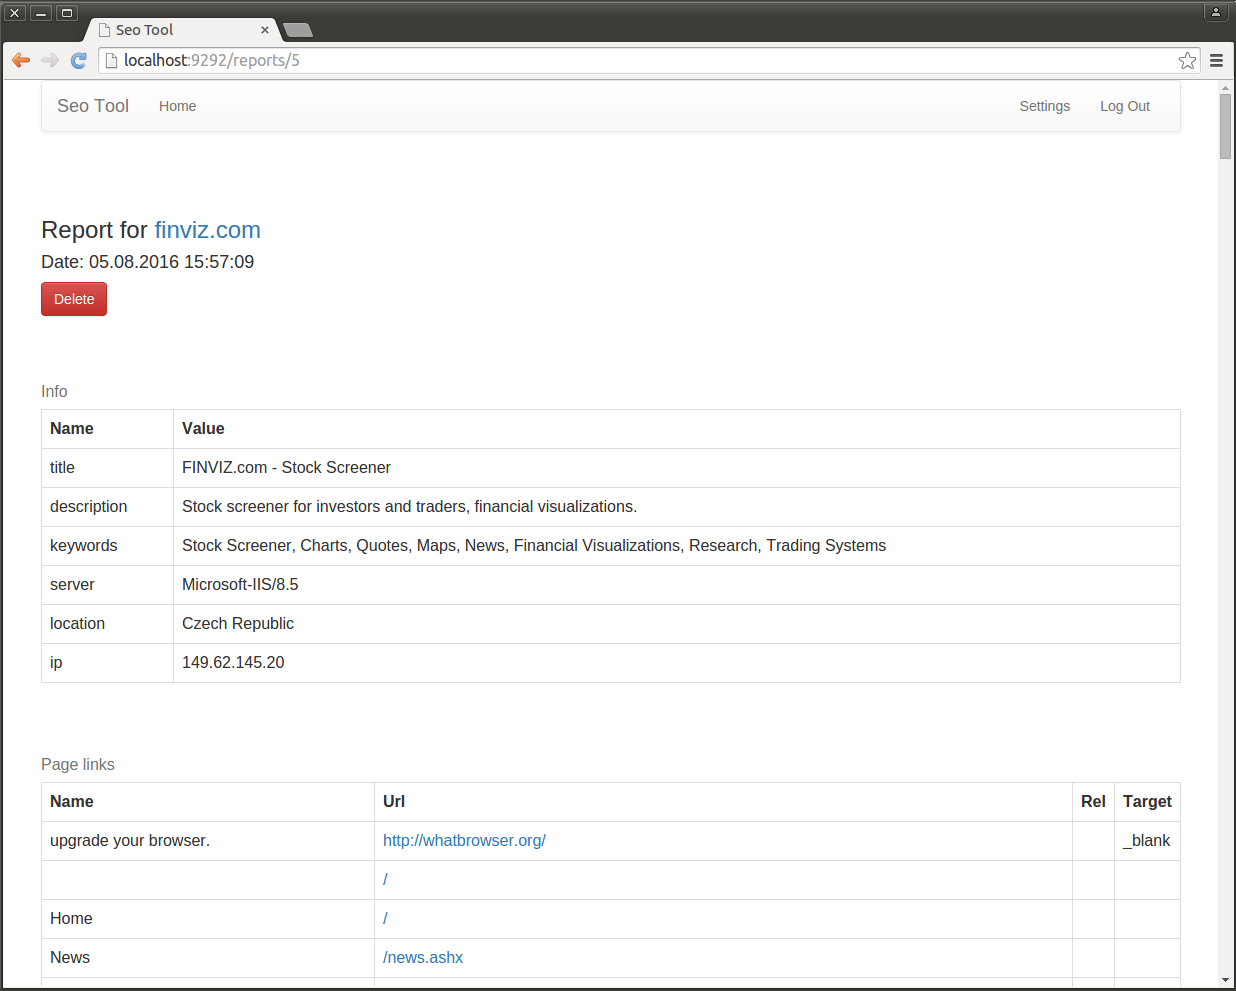 Seo Tool
localhost:9292/reports/5
Seo Tool Home Settings Log Out
Report for finviz.com
Date: 05.08.2016 15:57:09
Delete
Info
Name Value
title FINVIZ.com - Stock Screener
description Stock screener for investors and traders, financial visualizations.
keywords Stock Screener, Charts, Quotes, Maps, News, Financial Visualizations, Research, Trading Systems
server Microsoft-IIS/8.5
location Czech Republic
ip 149.62.145.20
Page links
Name Url Rel Target
upgrade your browser. http://whatbrowser.org/ _blank
/
Home /
News /news.ashx